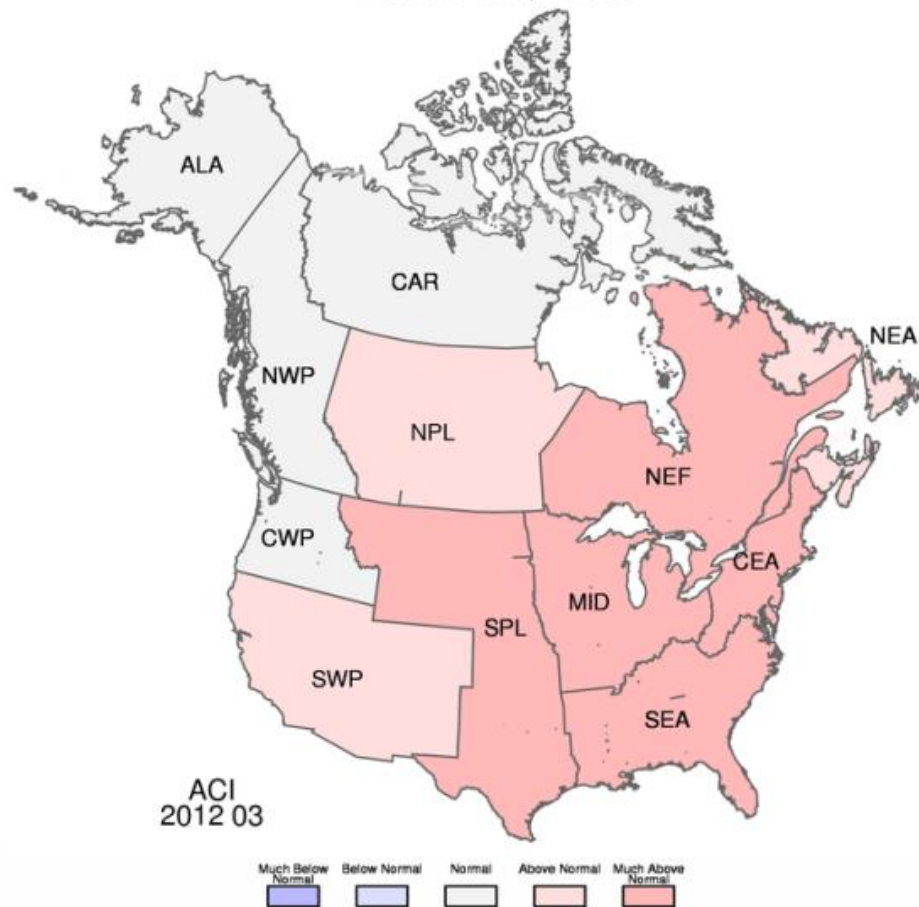 ALA
CAR
NEA
NWP
NPL
NEF
CWP
CEA
MID
SPL
SWP
SEA
ACI
2012 03
Much Below
Normal
Below Normal
Normal
Above Normal
Much Above
Normal